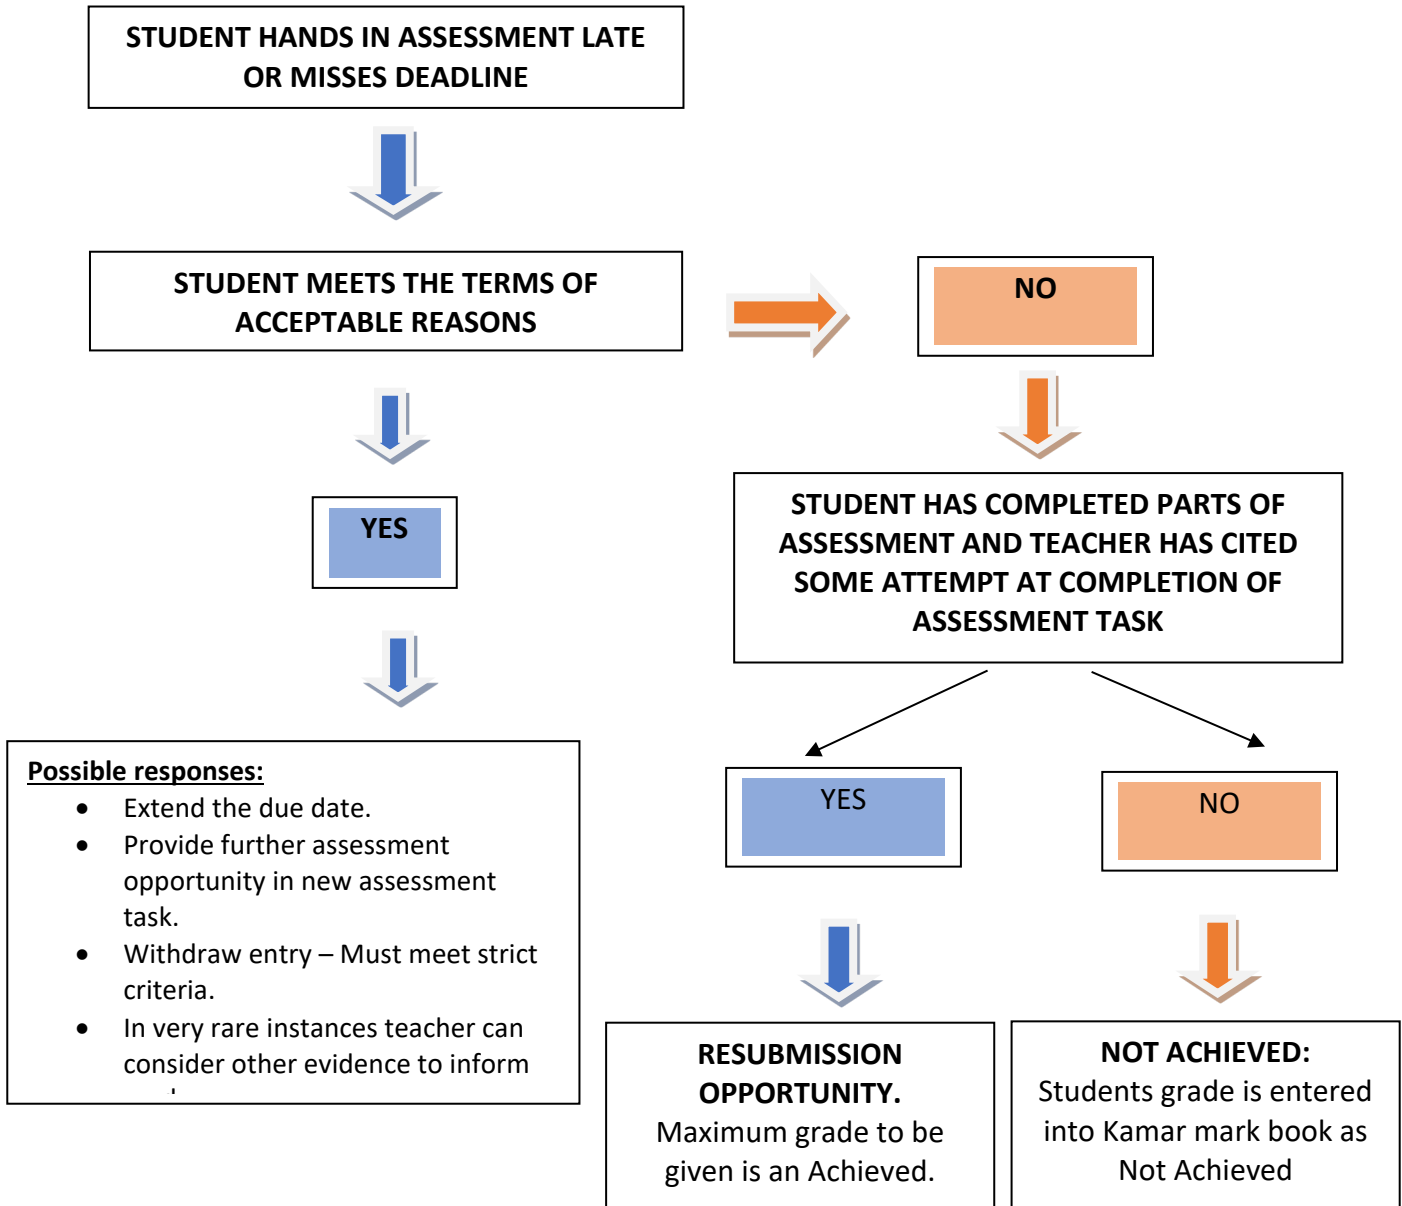 STUDENT HANDS IN ASSESSMENT LATE
OR MISSES DEADLINE
STUDENT MEETS THE TERMS OF
ACCEPTABLE REASONS
NO
YES
STUDENT HAS COMPLETED PARTS OF
ASSESSMENT AND TEACHER HAS CITED
SOME ATTEMPT AT COMPLETION OF
ASSESSMENT TASK
Possible responses:
• Extend the due date.
• Provide further assessment
opportunity in new assessment
task.
• Withdraw entry – Must meet strict
criteria.
• In very rare instances teacher can
consider other evidence to inform
YES
NO
RESUBMISSION
OPPORTUNITY.
Maximum grade to be
given is an Achieved.
NOT ACHIEVED:
Students grade is entered
into Kamar mark book as
Not Achieved